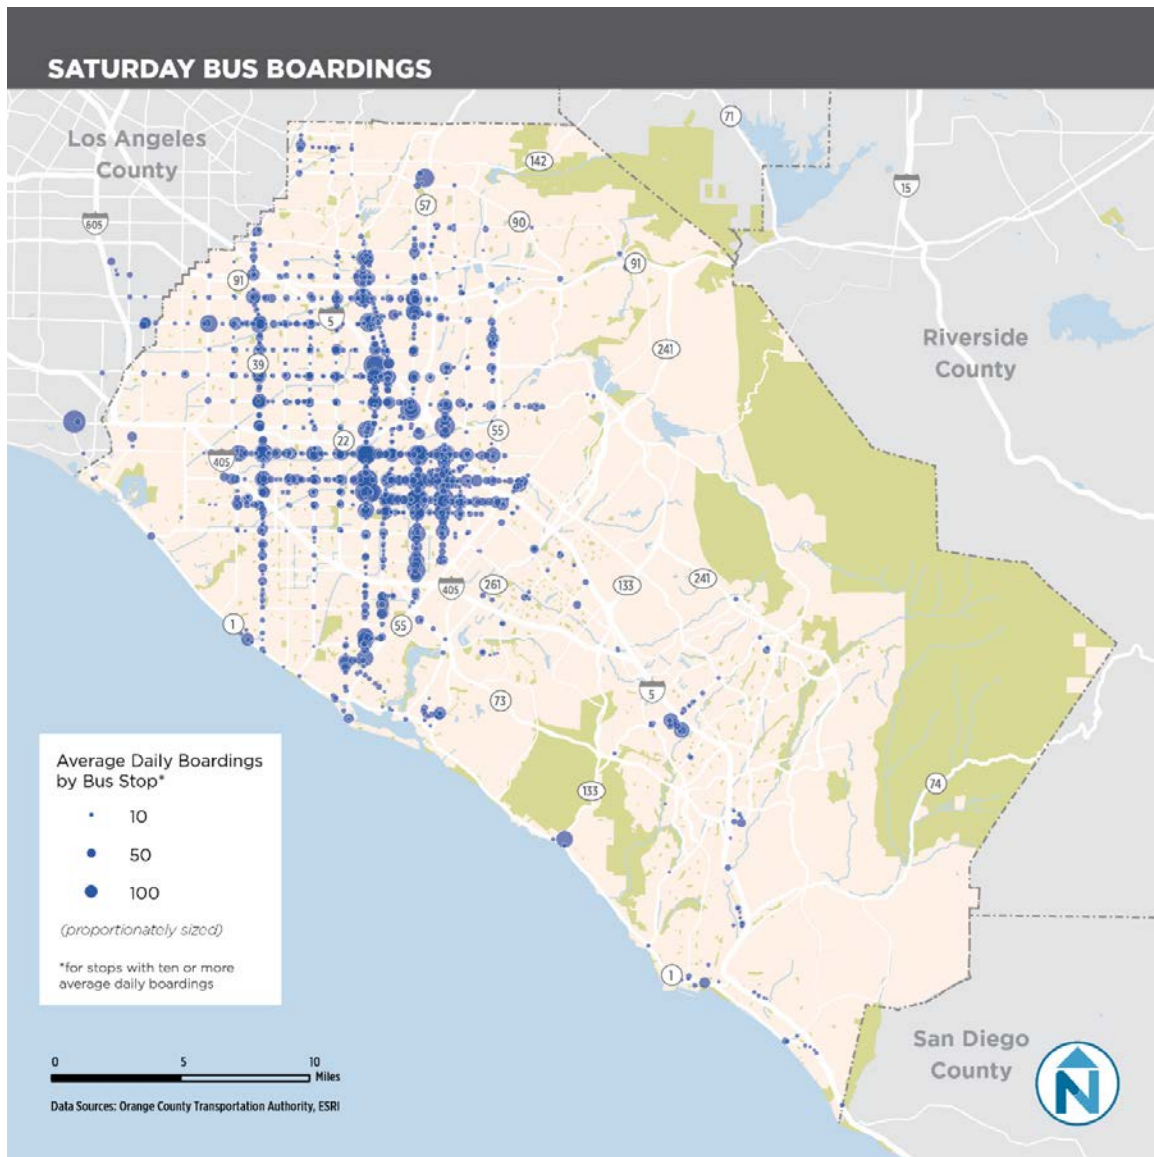 SATURDAY BUS BOARDINGS
Los Angeles
County
71
142
15
57
605
90
91
91
5
Riverside
County
241
39
22
55
405
405
261
133
241
1
55
5
73
74
133
1
Average Daily Boardings
by Bus Stop*
10
50
100
(proportionately sized)
*for stops with ten or more
average daily boardings
San Diego
County
0 5 10
Miles
N
Data Sources: Orange County Transportation Authority, ESRI